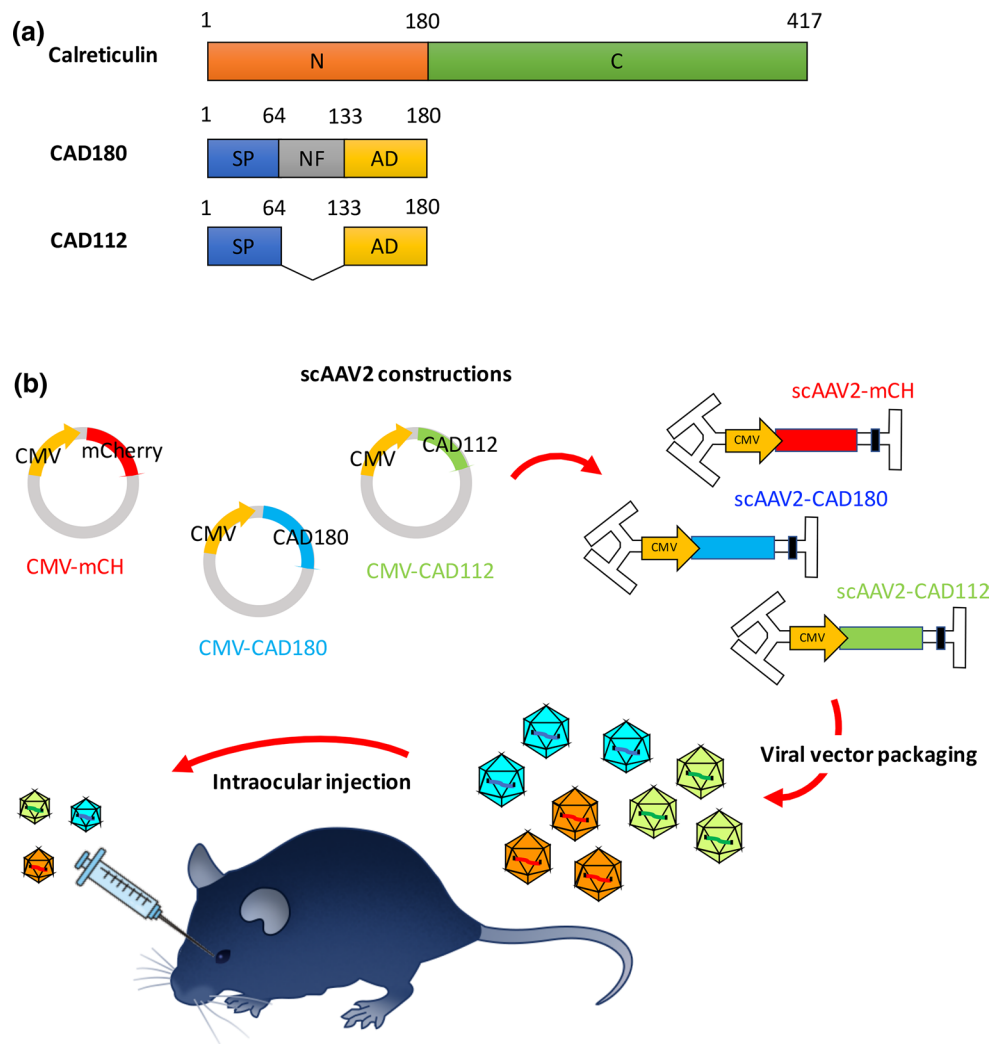 (a)
1 180 417
Calreticulin N C
1 64 133 180
CAD180 SP NF AD
1 64 133 180
CAD112 SP AD
(b)
scAAV2 constructions
CMV mCherry
CMV-mCH
CMV CAD180
CMV-CAD180
CMV CAD112
CMV-CAD112
scAAV2-mCH
CMV
scAAV2-CAD180
CMV
scAAV2-CAD112
CMV
Viral vector packaging
Intraocular injection